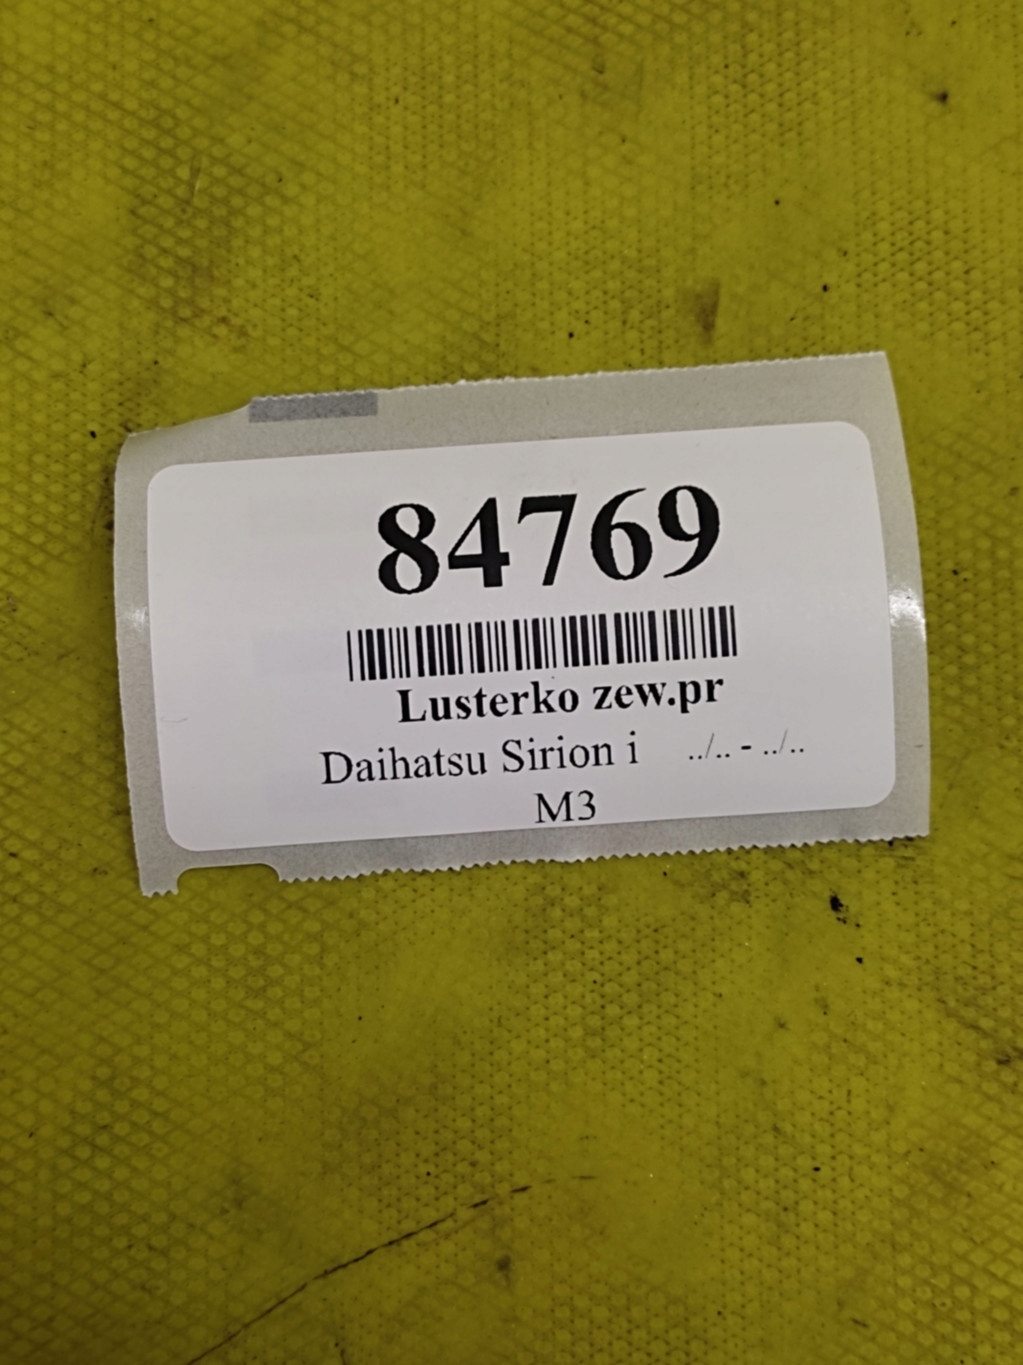 84769
Lusterko zew.pr
Daihatsu Sirion i ../.. - ../..
M3